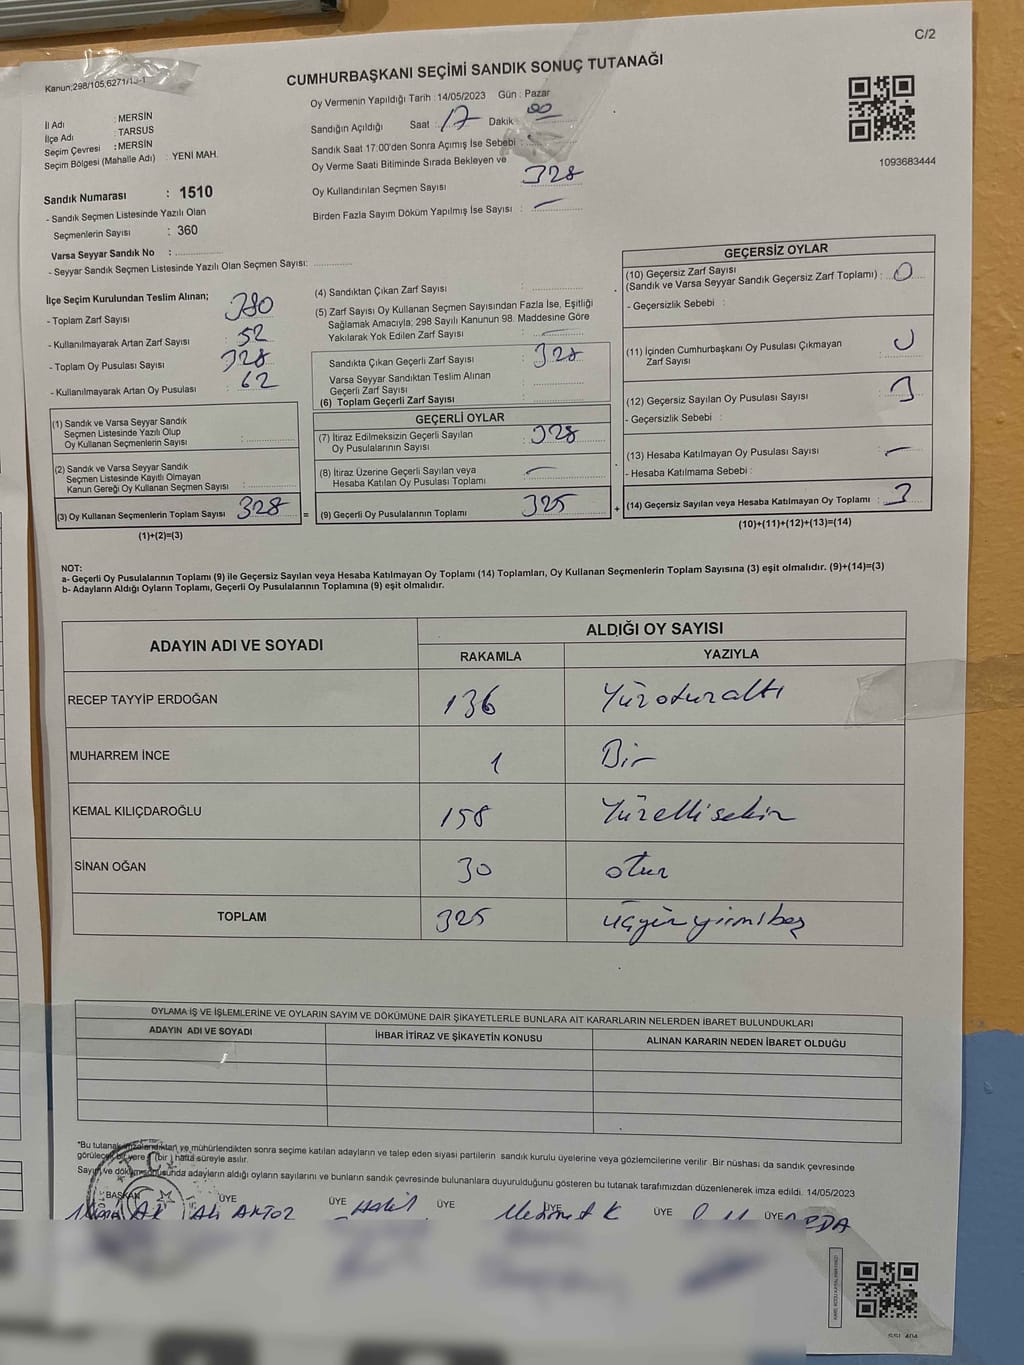 C/2
Kanun;298/105,6271/19-1
CUMHURBAŞKANI SEÇİMİ SANDIK SONUÇ TUTANAĞI
İl Adı : MERSİN
İlçe Adı : TARSUS
Seçim Çevresi : MERSİN
Seçim Bölgesi (Mahalle Adı) : YENİ MAH.
Oy Vermenin Yapıldığı Tarih : 14/05/2023 Gün : Pazar
Sandığın Açıldığı Saat : 17 Dakik : 00
Sandık Saat 17:00'den Sonra Açımış İse Sebebi :
Oy Verme Saati Bitiminde Sırada Bekleyen ve
Oy Kullandırılan Seçmen Sayısı : 328
Birden Fazla Sayım Döküm Yapılmış İse Sayısı : —
1093683444
Sandık Numarası : 1510
- Sandık Seçmen Listesinde Yazılı Olan
Seçmenlerin Sayısı : 360
Varsa Seyyar Sandık No :
- Seyyar Sandık Seçmen Listesinde Yazılı Olan Seçmen Sayısı:
İlçe Seçim Kurulundan Teslim Alınan;
- Toplam Zarf Sayısı : 380
- Kullanılmayarak Artan Zarf Sayısı : 52
- Toplam Oy Pusulası Sayısı : 328
- Kullanılmayarak Artan Oy Pusulası : 62
(1) Sandık ve Varsa Seyyar Sandık
Seçmen Listesinde Yazılı Olup
Oy Kullanan Seçmenlerin Sayısı :
(2) Sandık ve Varsa Seyyar Sandık
Seçmen Listesinde Kayıtlı Olmayan
Kanun Gereği Oy Kullanan Seçmen Sayısı :
(3) Oy Kullanan Seçmenlerin Toplam Sayısı : 328 =
(1)+(2)=(3)
(4) Sandıktan Çıkan Zarf Sayısı :
(5) Zarf Sayısı Oy Kullanan Seçmen Sayısından Fazla İse, Eşitliği
Sağlamak Amacıyla, 298 Sayılı Kanunun 98. Maddesine Göre
Yakılarak Yok Edilen Zarf Sayısı : —
Sandıkta Çıkan Geçerli Zarf Sayısı : 328
Varsa Seyyar Sandıktan Teslim Alınan
Geçerli Zarf Sayısı :
(6) Toplam Geçerli Zarf Sayısı :
GEÇERLİ OYLAR
(7) İtiraz Edilmeksizin Geçerli Sayılan
Oy Pusulalarının Sayısı : 328
(8) İtiraz Üzerine Geçerli Sayılan veya
Hesaba Katılan Oy Pusulası Toplamı : —
(9) Geçerli Oy Pusulalarının Toplamı : 325 +
GEÇERSİZ OYLAR
(10) Geçersiz Zarf Sayısı
(Sandık ve Varsa Seyyar Sandık Geçersiz Zarf Toplamı) : 0
- Geçersizlik Sebebi :
(11) İçinden Cumhurbaşkanı Oy Pusulası Çıkmayan
Zarf Sayısı : 0
(12) Geçersiz Sayılan Oy Pusulası Sayısı : 3
- Geçersizlik Sebebi :
(13) Hesaba Katılmayan Oy Pusulası Sayısı : —
- Hesaba Katılmama Sebebi :
(14) Geçersiz Sayılan veya Hesaba Katılmayan Oy Toplamı : 3
(10)+(11)+(12)+(13)=(14)
NOT:
a- Geçerli Oy Pusulalarının Toplamı (9) ile Geçersiz Sayılan veya Hesaba Katılmayan Oy Toplamı (14) Toplamları, Oy Kullanan Seçmenlerin Toplam Sayısına (3) eşit olmalıdır. (9)+(14)=(3)
b- Adayların Aldığı Oyların Toplamı, Geçerli Oy Pusulalarının Toplamına (9) eşit olmalıdır.
ADAYIN ADI VE SOYADI ALDIĞI OY SAYISI
RAKAMLA YAZIYLA
RECEP TAYYİP ERDOĞAN 136 Yüzoturaltı
MUHARREM İNCE 1 Bir
KEMAL KILIÇDAROĞLU 158 Yüzellisekiz
SİNAN OĞAN 30 otuz
TOPLAM 325 üçyüzyirmibeş
OYLAMA İŞ VE İŞLEMLERİNE VE OYLARIN SAYIM VE DÖKÜMÜNE DAİR ŞİKAYETLERLE BUNLARA AİT KARARLARIN NELERDEN İBARET BULUNDUKLARI
ADAYIN ADI VE SOYADI İHBAR İTİRAZ VE ŞİKAYETİN KONUSU ALINAN KARARIN NEDEN İBARET OLDUĞU
*Bu tutanak imzalandıktan ve mühürlendikten sonra seçime katılan adayların ve talep eden siyasi partilerin sandık kurulu üyelerine veya gözlemcilerine verilir. Bir nüshası da sandık çevresinde
görülecek bir yere (bir) hafta süreyle asılır.
Sayım ve döküm sonusunda adayların aldığı oyların sayılarını ve bunların sandık çevresinde bulunanlara duyurulduğunu gösteren bu tutanak tarafımızdan düzenlenerek imza edildi. 14/05/2023
T.C.
BAŞKAN ÜYE ÜYE ÜYE ÜYE ÜYE ÜYE
AK Ali AKTOZ Halil Mehmet K